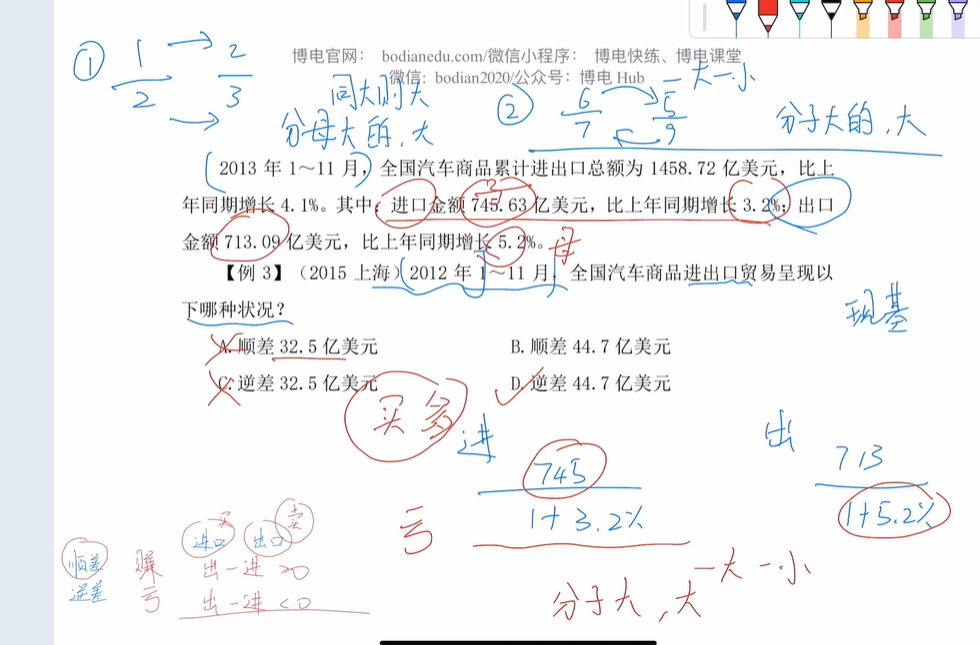 ① 1/2 → 2/3
同大则大
分母大的,大
② 6/7 5/9
一大一小
分子大的,大
博电官网： bodianedu.com/微信小程序： 博电快练、博电课堂
微信: bodian2020/公众号：博电 Hub
2013 年 1～11 月，全国汽车商品累计进出口总额为 1458.72 亿美元，比上
年同期增长 4.1%。其中：进口金额 745.63 亿美元，比上年同期增长 3.2%；出口
金额 713.09 亿美元，比上年同期增长 5.2%。
母
【例 3】（2015 上海）2012 年 1～11 月，全国汽车商品进出口贸易呈现以
下哪种状况？
现基
A. 顺差 32.5 亿美元 B. 顺差 44.7 亿美元
C. 逆差 32.5 亿美元 D. 逆差 44.7 亿美元
买多
进 745
1+3.2%
出 713
1+5.2%
亏
买 卖
进口 出口
顺差 赚 出-进>0
逆差 亏 出-进<0
一大一小
分子大,大